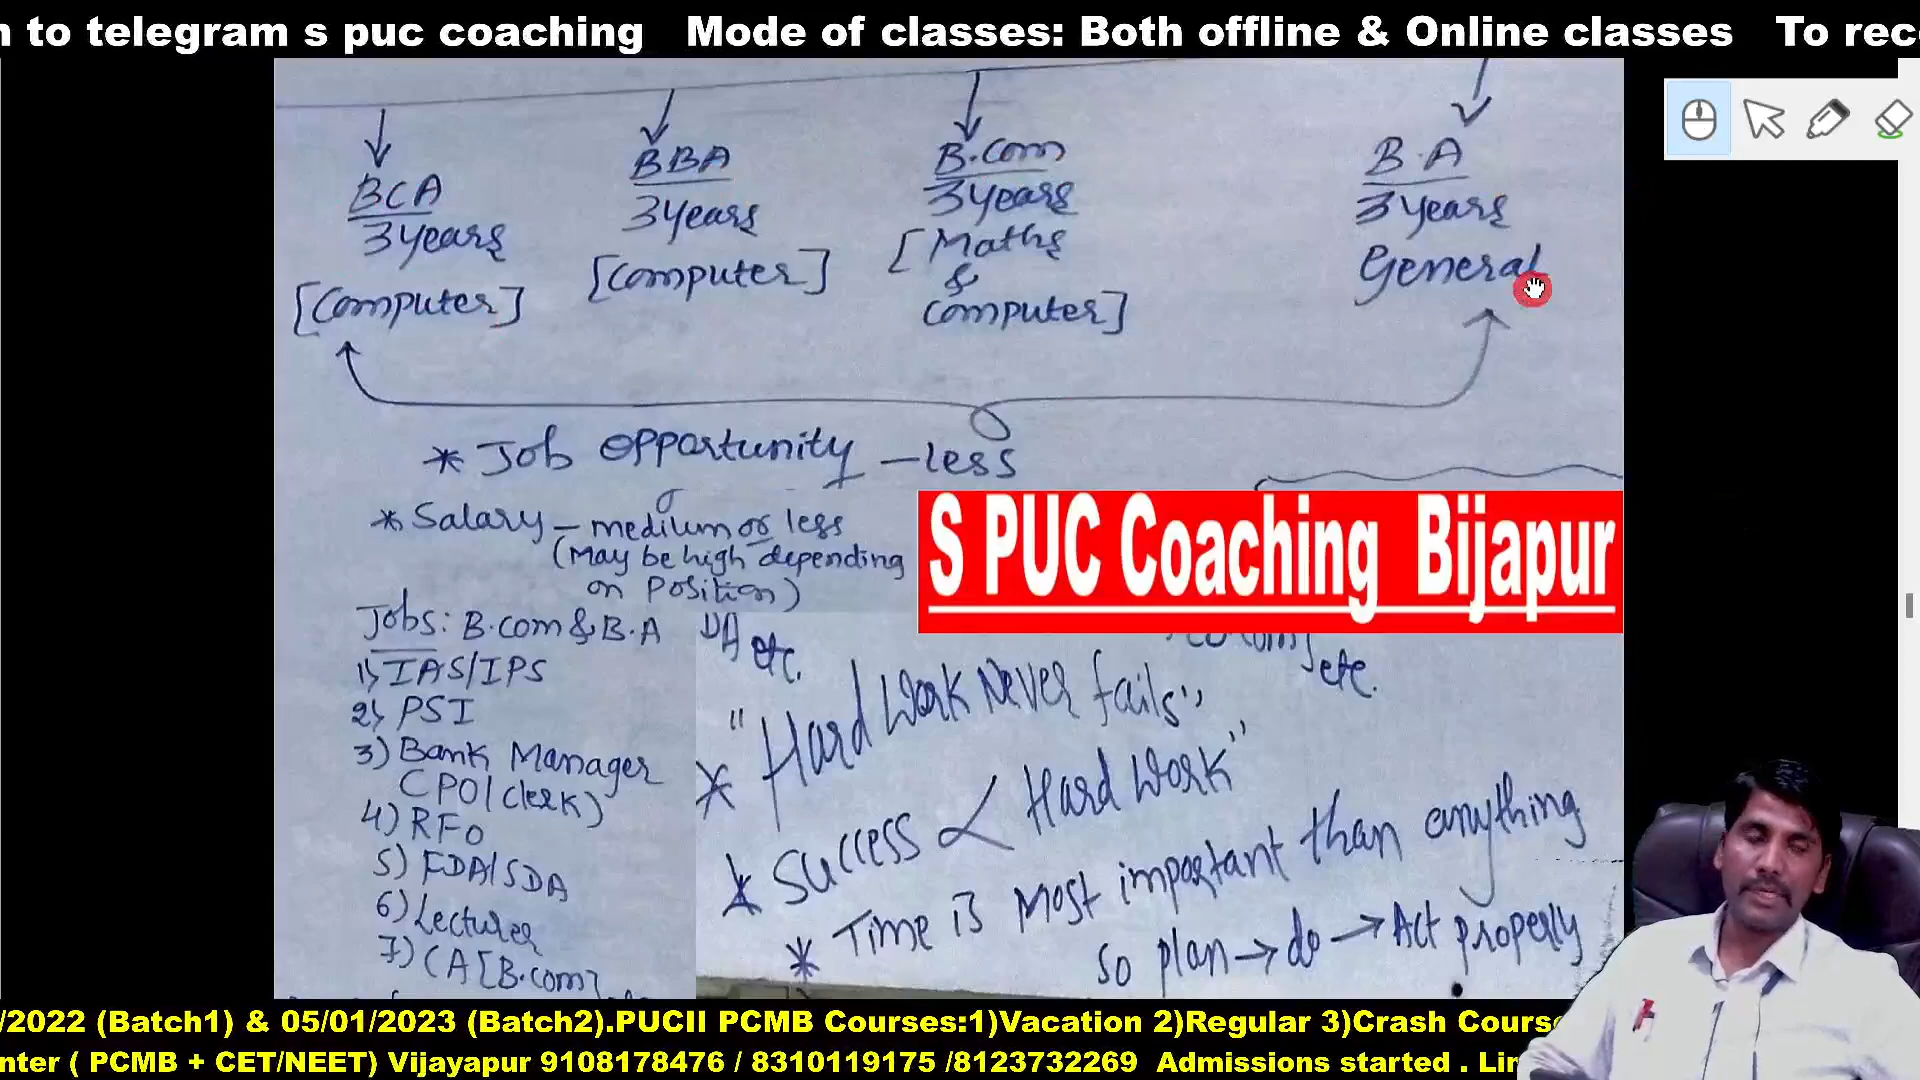 n to telegram s puc coaching Mode of classes: Both offline & Online classes To rec
BCA
3 years
[Computer]
BBA
3 years
[Computer]
B.Com
3 years
[Maths
&
Computer]
B.A
3 years
General
* Job opportunity - less
* Salary - medium or less
(May be high depending
on Position)
Jobs: B.com & B.A
1) IAS/IPS
2) PSI
3) Bank Manager
CPO/Clerk)
4) RFO
5) FDA/SDA
6) Lecturer
7) CA [B.com]
S PUC Coaching Bijapur
DA etc.
etc.
* "Hard Work Never fails"
* Success ∝ Hard Work"
* Time is Most important than anything
so plan → do → Act properly
/2022 (Batch1) & 05/01/2023 (Batch2).PUCII PCMB Courses:1)Vacation 2)Regular 3)Crash Cours
nter ( PCMB + CET/NEET) Vijayapur 9108178476 / 8310119175 /8123732269 Admissions started . Lin